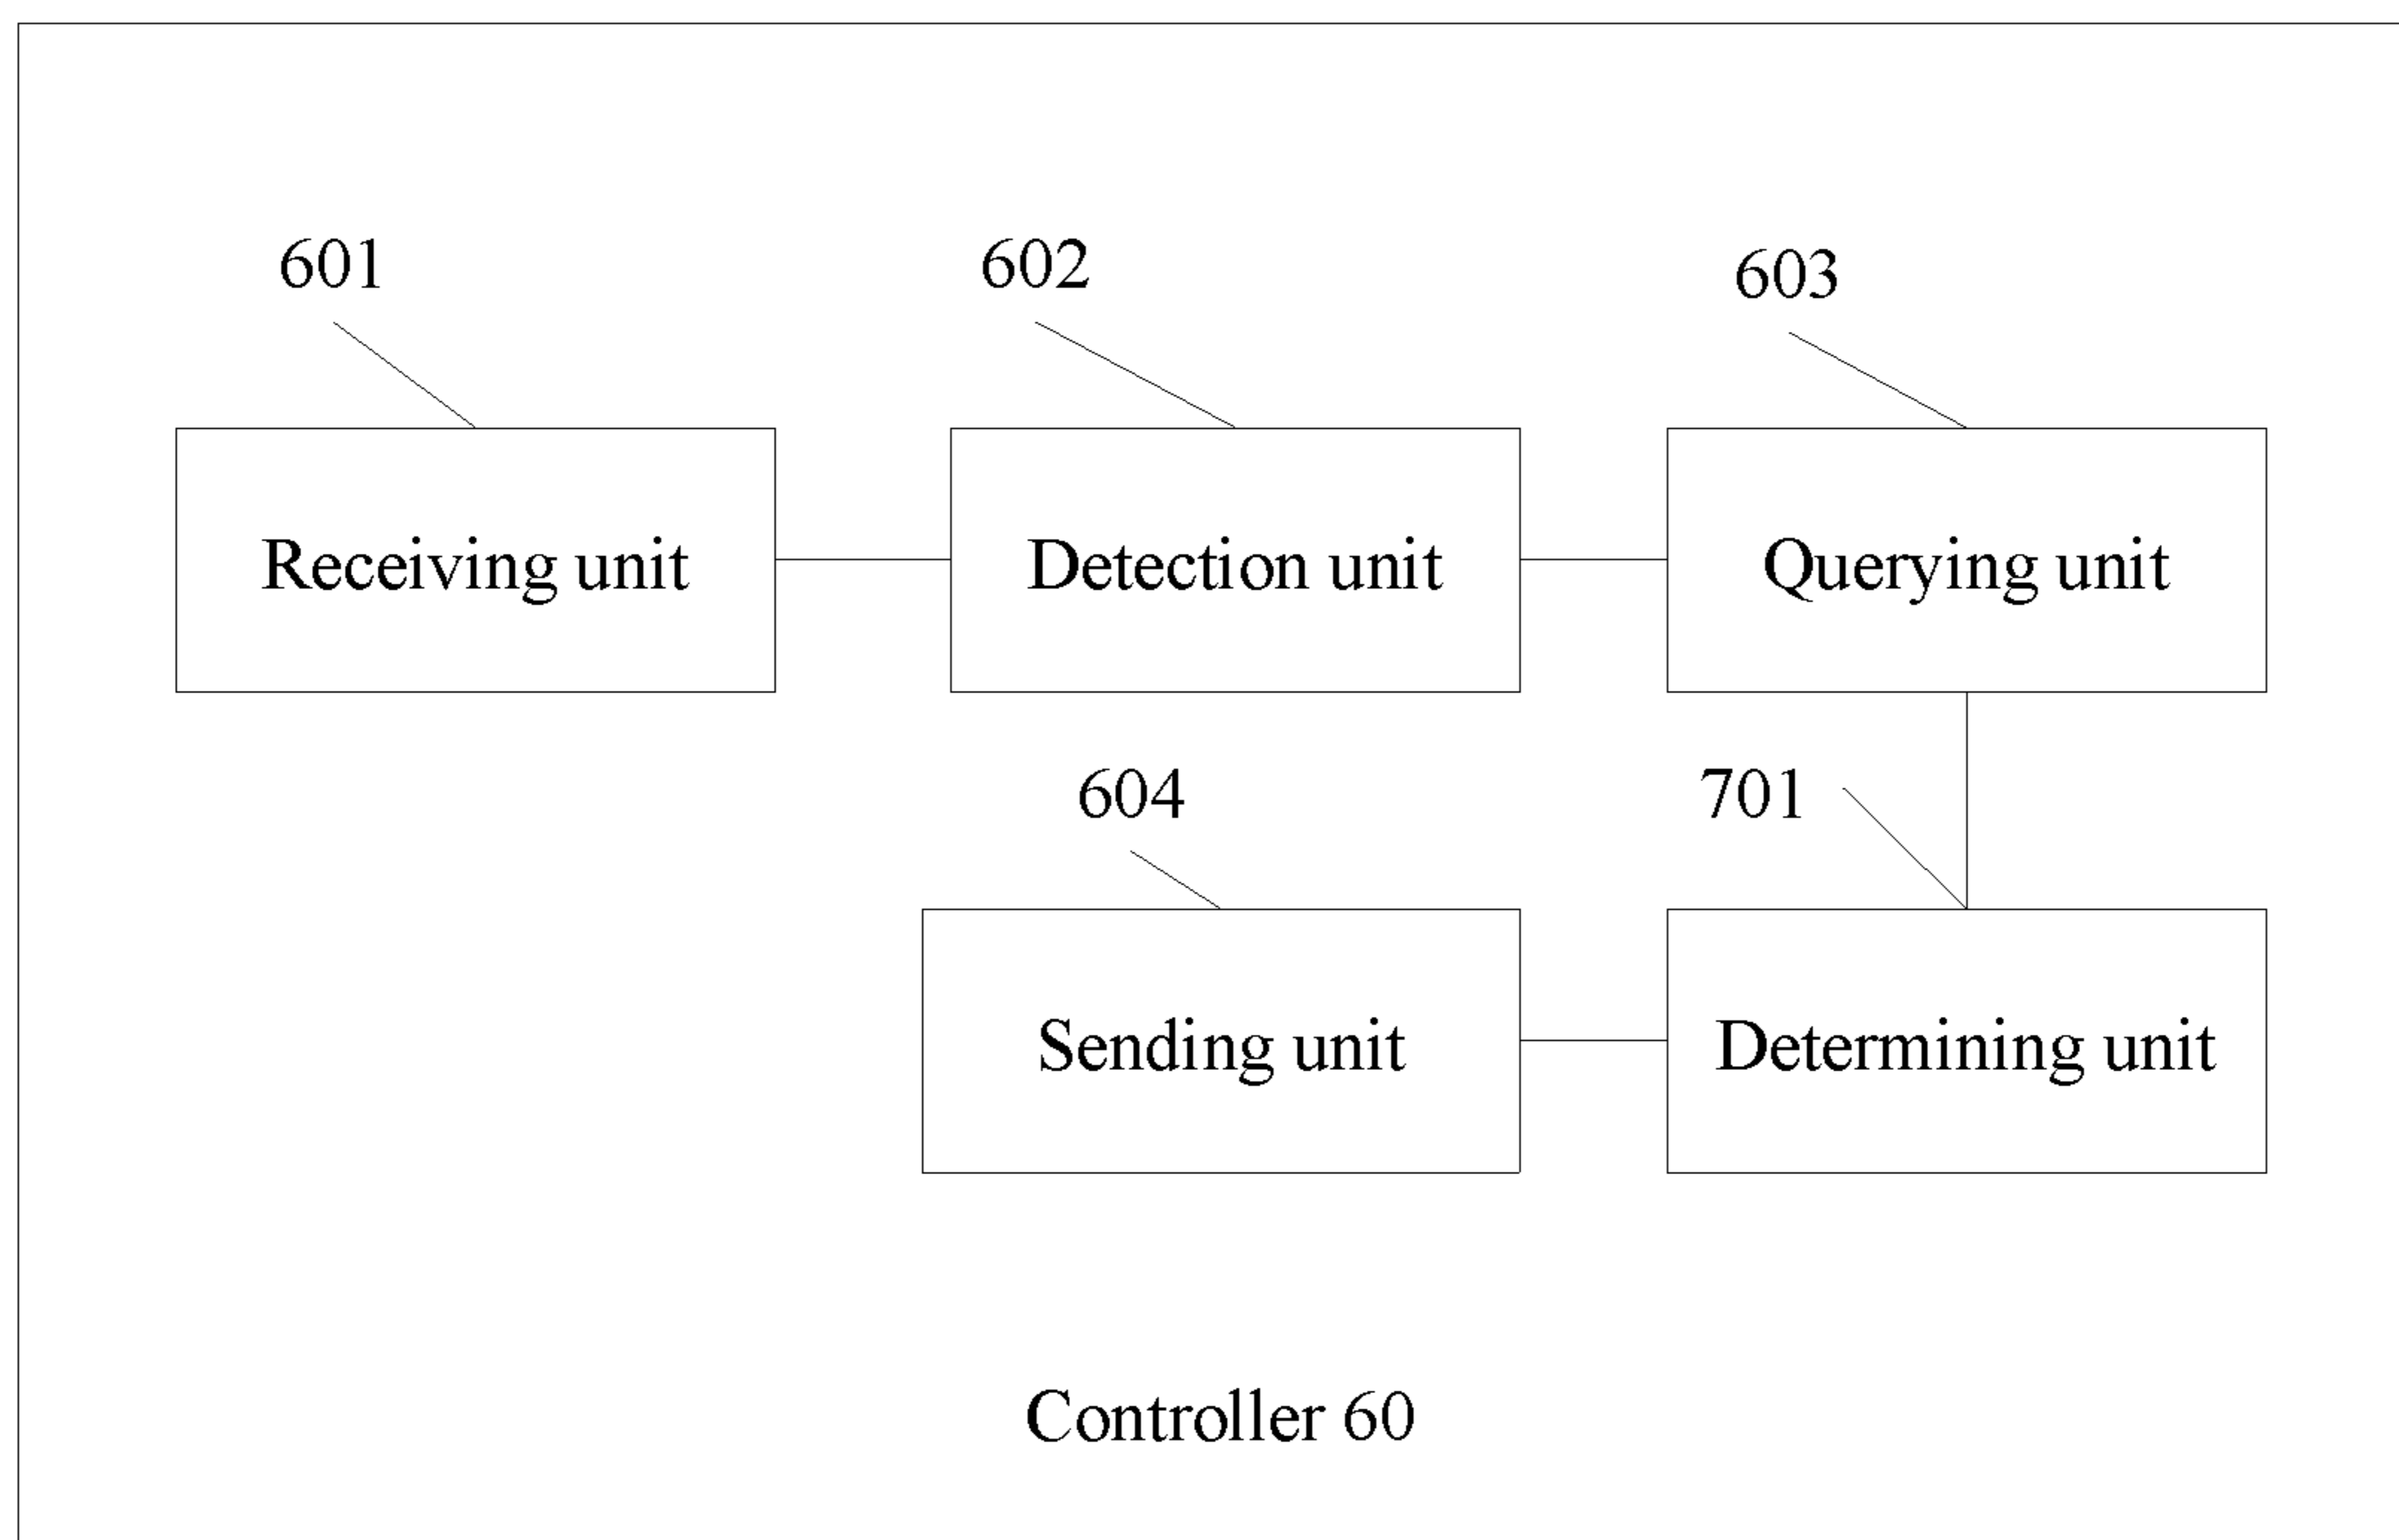 601
602
603
Receiving unit
Detection unit
Querying unit
604
701
Sending unit
Determining unit
Controller 60